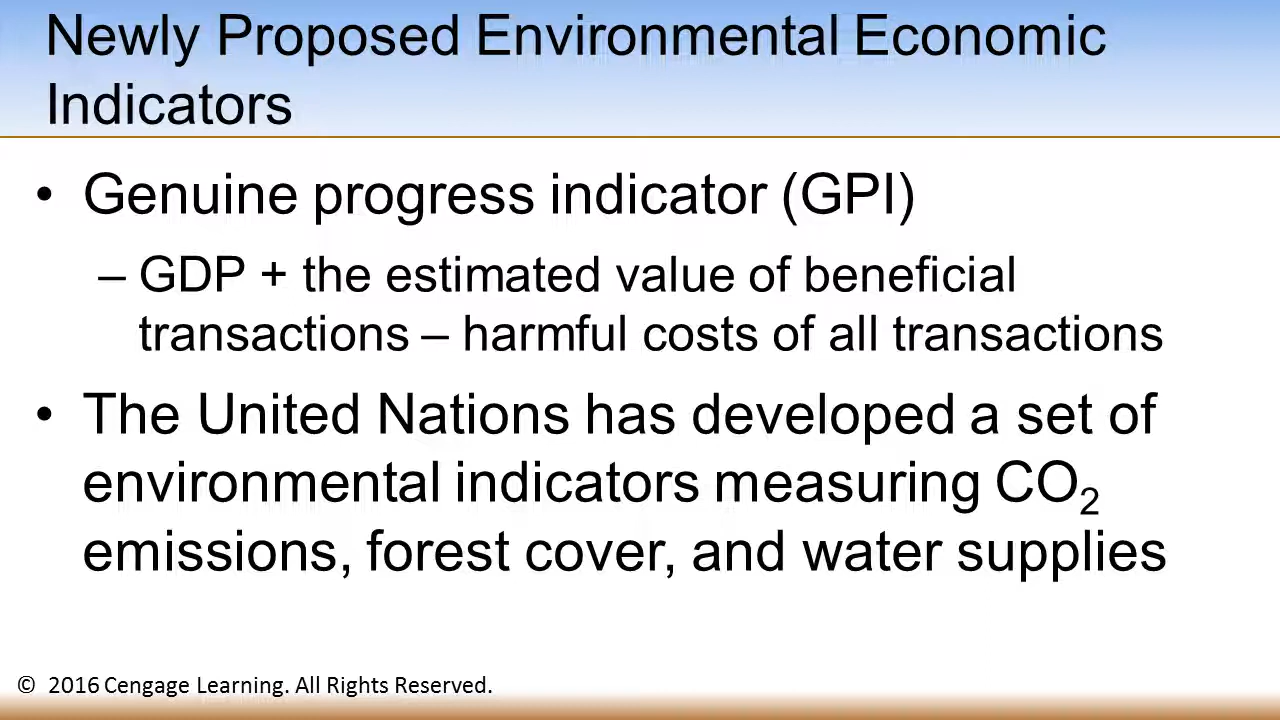 Newly Proposed Environmental Economic
Indicators
• Genuine progress indicator (GPI)
– GDP + the estimated value of beneficial
transactions – harmful costs of all transactions
• The United Nations has developed a set of
environmental indicators measuring CO₂
emissions, forest cover, and water supplies
© 2016 Cengage Learning. All Rights Reserved.